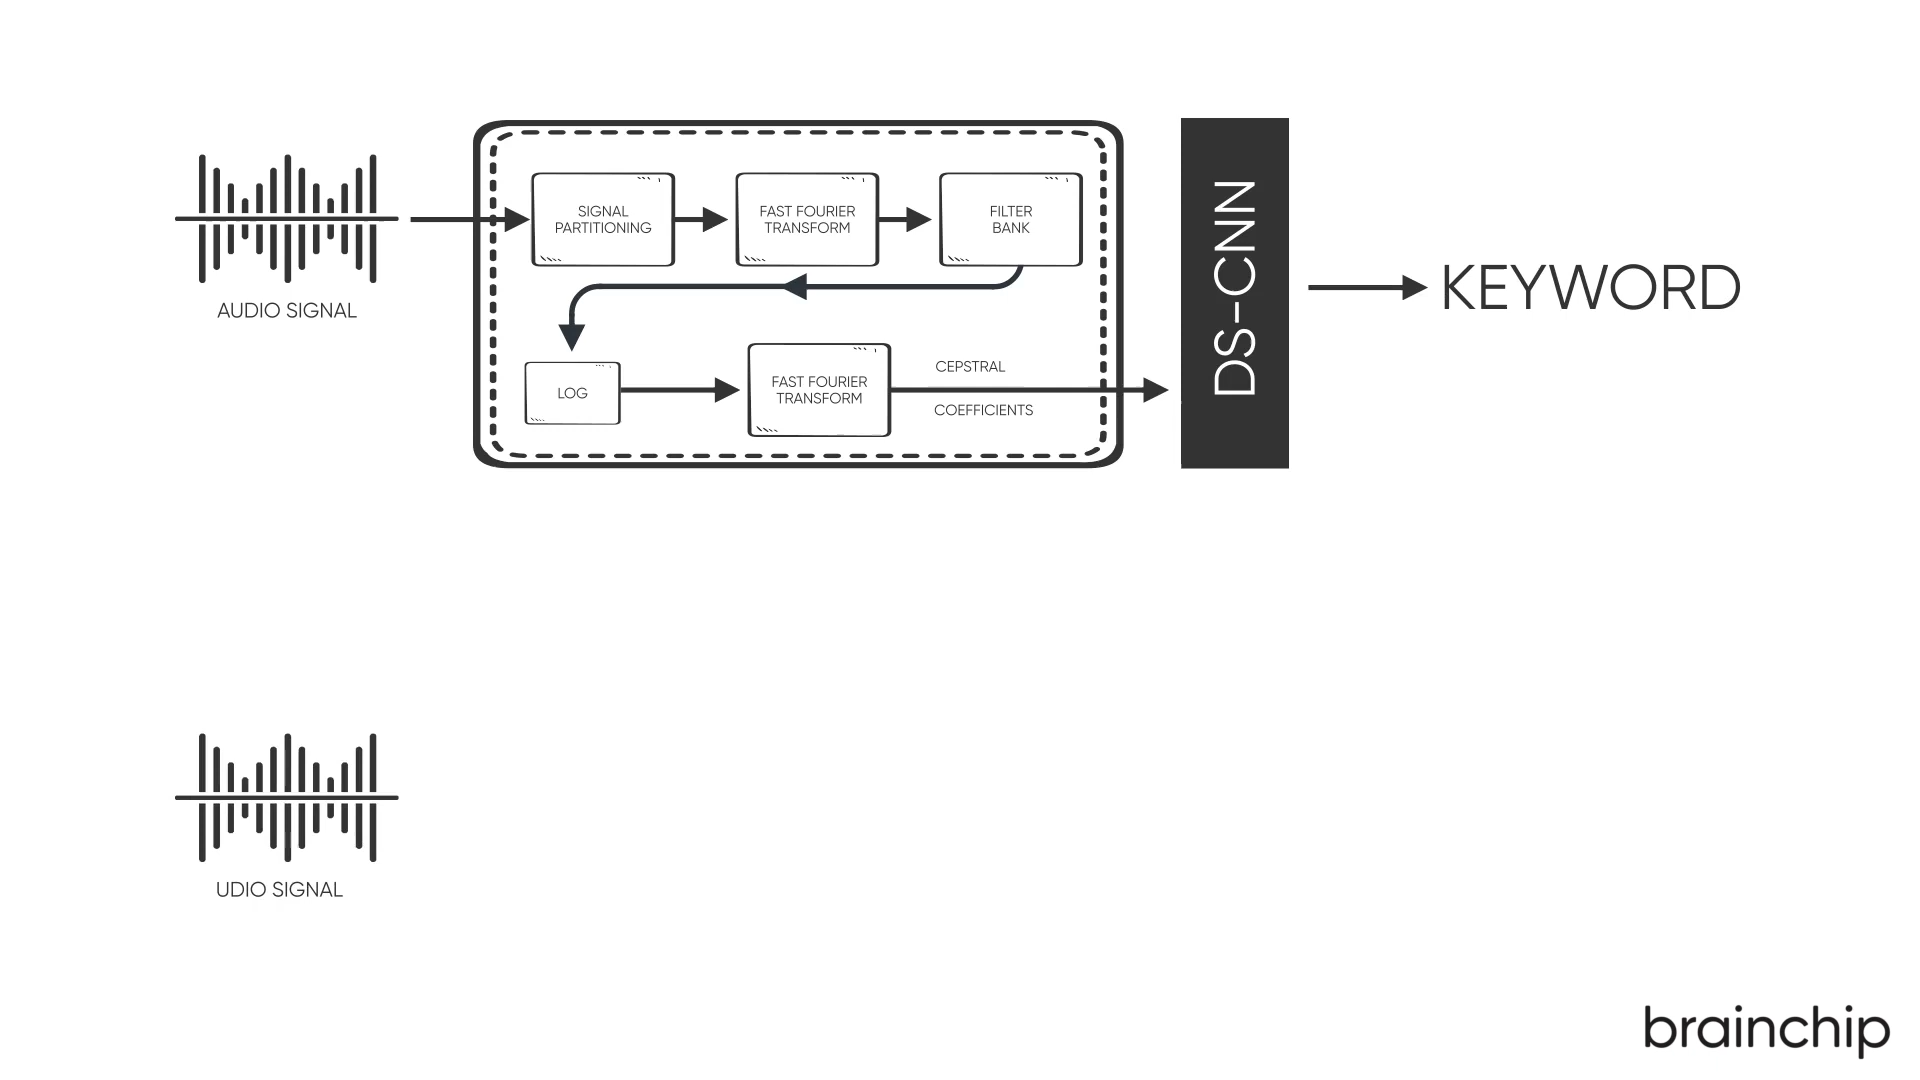 AUDIO SIGNAL
SIGNAL
PARTITIONING
FAST FOURIER
TRANSFORM
FILTER
BANK
LOG
FAST FOURIER
TRANSFORM
CEPSTRAL
COEFFICIENTS
DS-CNN
KEYWORD
UDIO SIGNAL
brainchip